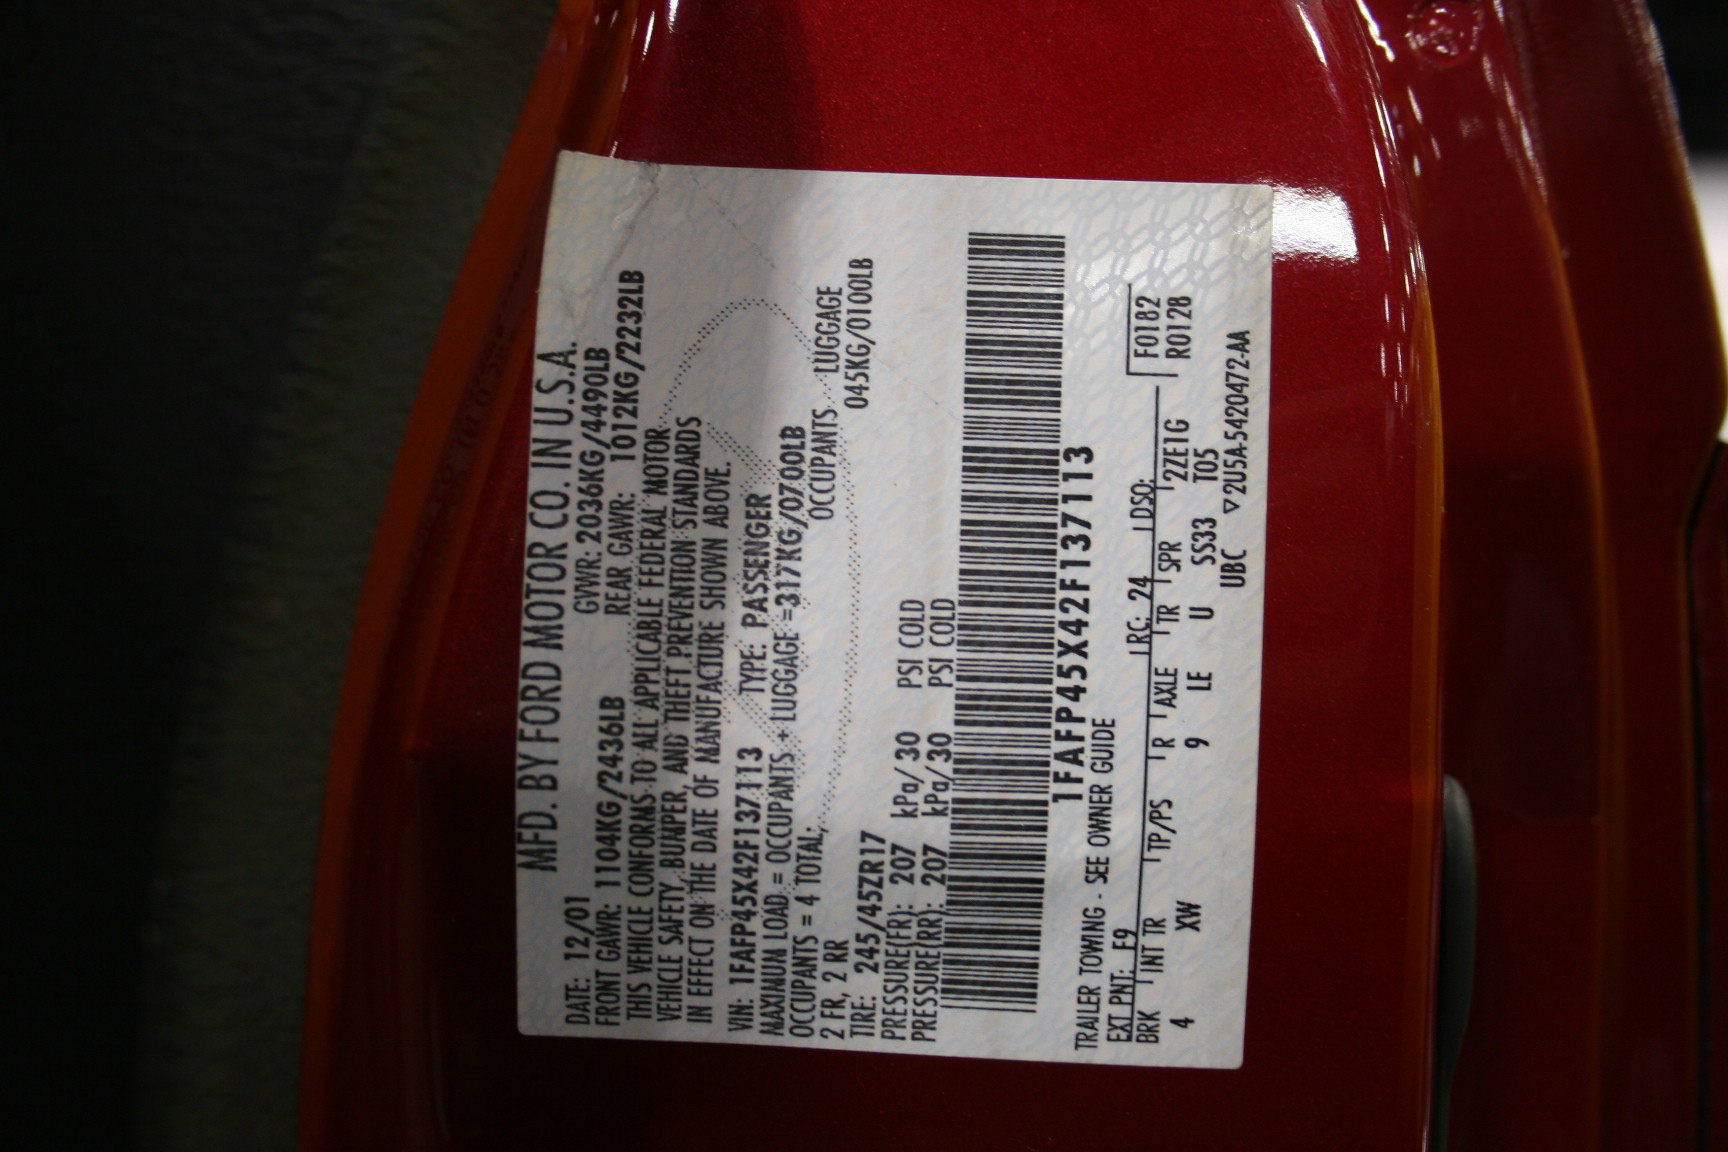 MFD. BY FORD MOTOR CO. IN U.S.A.
DATE: 12/01 GVWR: 2036KG/4490LB
FRONT GAWR: 1104KG/2436LB REAR GAWR: 1012KG/2232LB
THIS VEHICLE CONFORMS TO ALL APPLICABLE FEDERAL MOTOR
VEHICLE SAFETY, BUMPER, AND THEFT PREVENTION STANDARDS
IN EFFECT ON THE DATE OF MANUFACTURE SHOWN ABOVE.
VIN: 1FAFP45X42F137113 TYPE: PASSENGER
MAXIMUM LOAD = OCCUPANTS + LUGGAGE =317KG/0700LB
OCCUPANTS = 4 TOTAL; OCCUPANTS LUGGAGE
2 FR, 2 RR 045KG/0100LB
TIRE: 245/45ZR17
PRESSURE(FR): 207 kPa/30 PSI COLD
PRESSURE(RR): 207 kPa/30 PSI COLD
1FAFP45X42F137113
TRAILER TOWING - SEE OWNER GUIDE
EXT PNT: E9 RC: 24 DSO: F0182
BRK INT TR TP/PS R AXLE TR SPR 2ZE1G R0128
4 XW 9 LE U SS33 T05
UBC ▽2U5A-5420472-AA